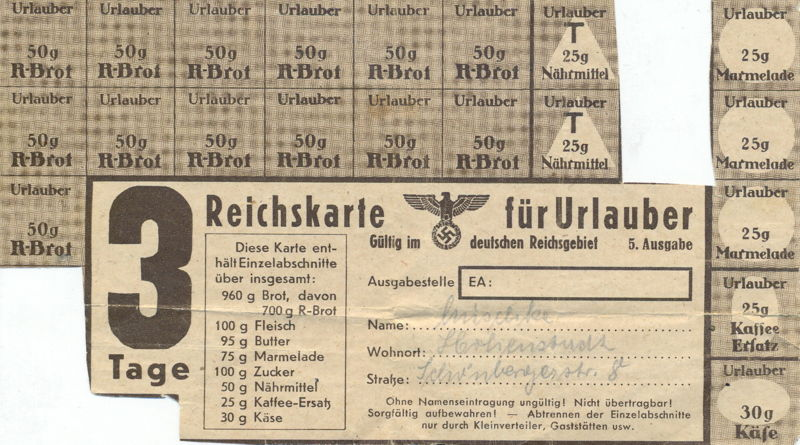 Urlauber Urlauber Urlauber Urlauber Urlauber Urlauber Urlauber Urlauber
T
50g 50g 50g 50g 50g 50g 25g 25g
R-Brot R-Brot R-Brot R-Brot R-Brot R-Brot Nährmittel Marmelade
Urlauber Urlauber Urlauber Urlauber Urlauber Urlauber Urlauber Urlauber
T
50g 50g 50g 50g 50g 50g 25g 25g
R-Brot R-Brot R-Brot R-Brot R-Brot R-Brot Nährmittel Marmelade
Urlauber
50g
R-Brot
3
Tage
Reichskarte für Urlauber
Gültig im deutschen Reichsgebiet 5. Ausgabe
Diese Karte ent-
hält Einzelabschnitte
über insgesamt:
960 g Brot, davon
700 g R-Brot
100 g Fleisch
95 g Butter
75 g Marmelade
100 g Zucker
50 g Nährmittel
25 g Kaffee-Ersatz
30 g Käse
Ausgabestelle EA:
Name:
Wohnort:
Straße: 8
Ohne Namenseintragung ungültig! Nicht übertragbar!
Sorgfältig aufbewahren! — Abtrennen der Einzelabschnitte
nur durch Kleinverteiler, Gaststätten usw.
Urlauber
25g
Marmelade
Urlauber
25g
Kaffee
Ersatz
Urlauber
30g
Käse